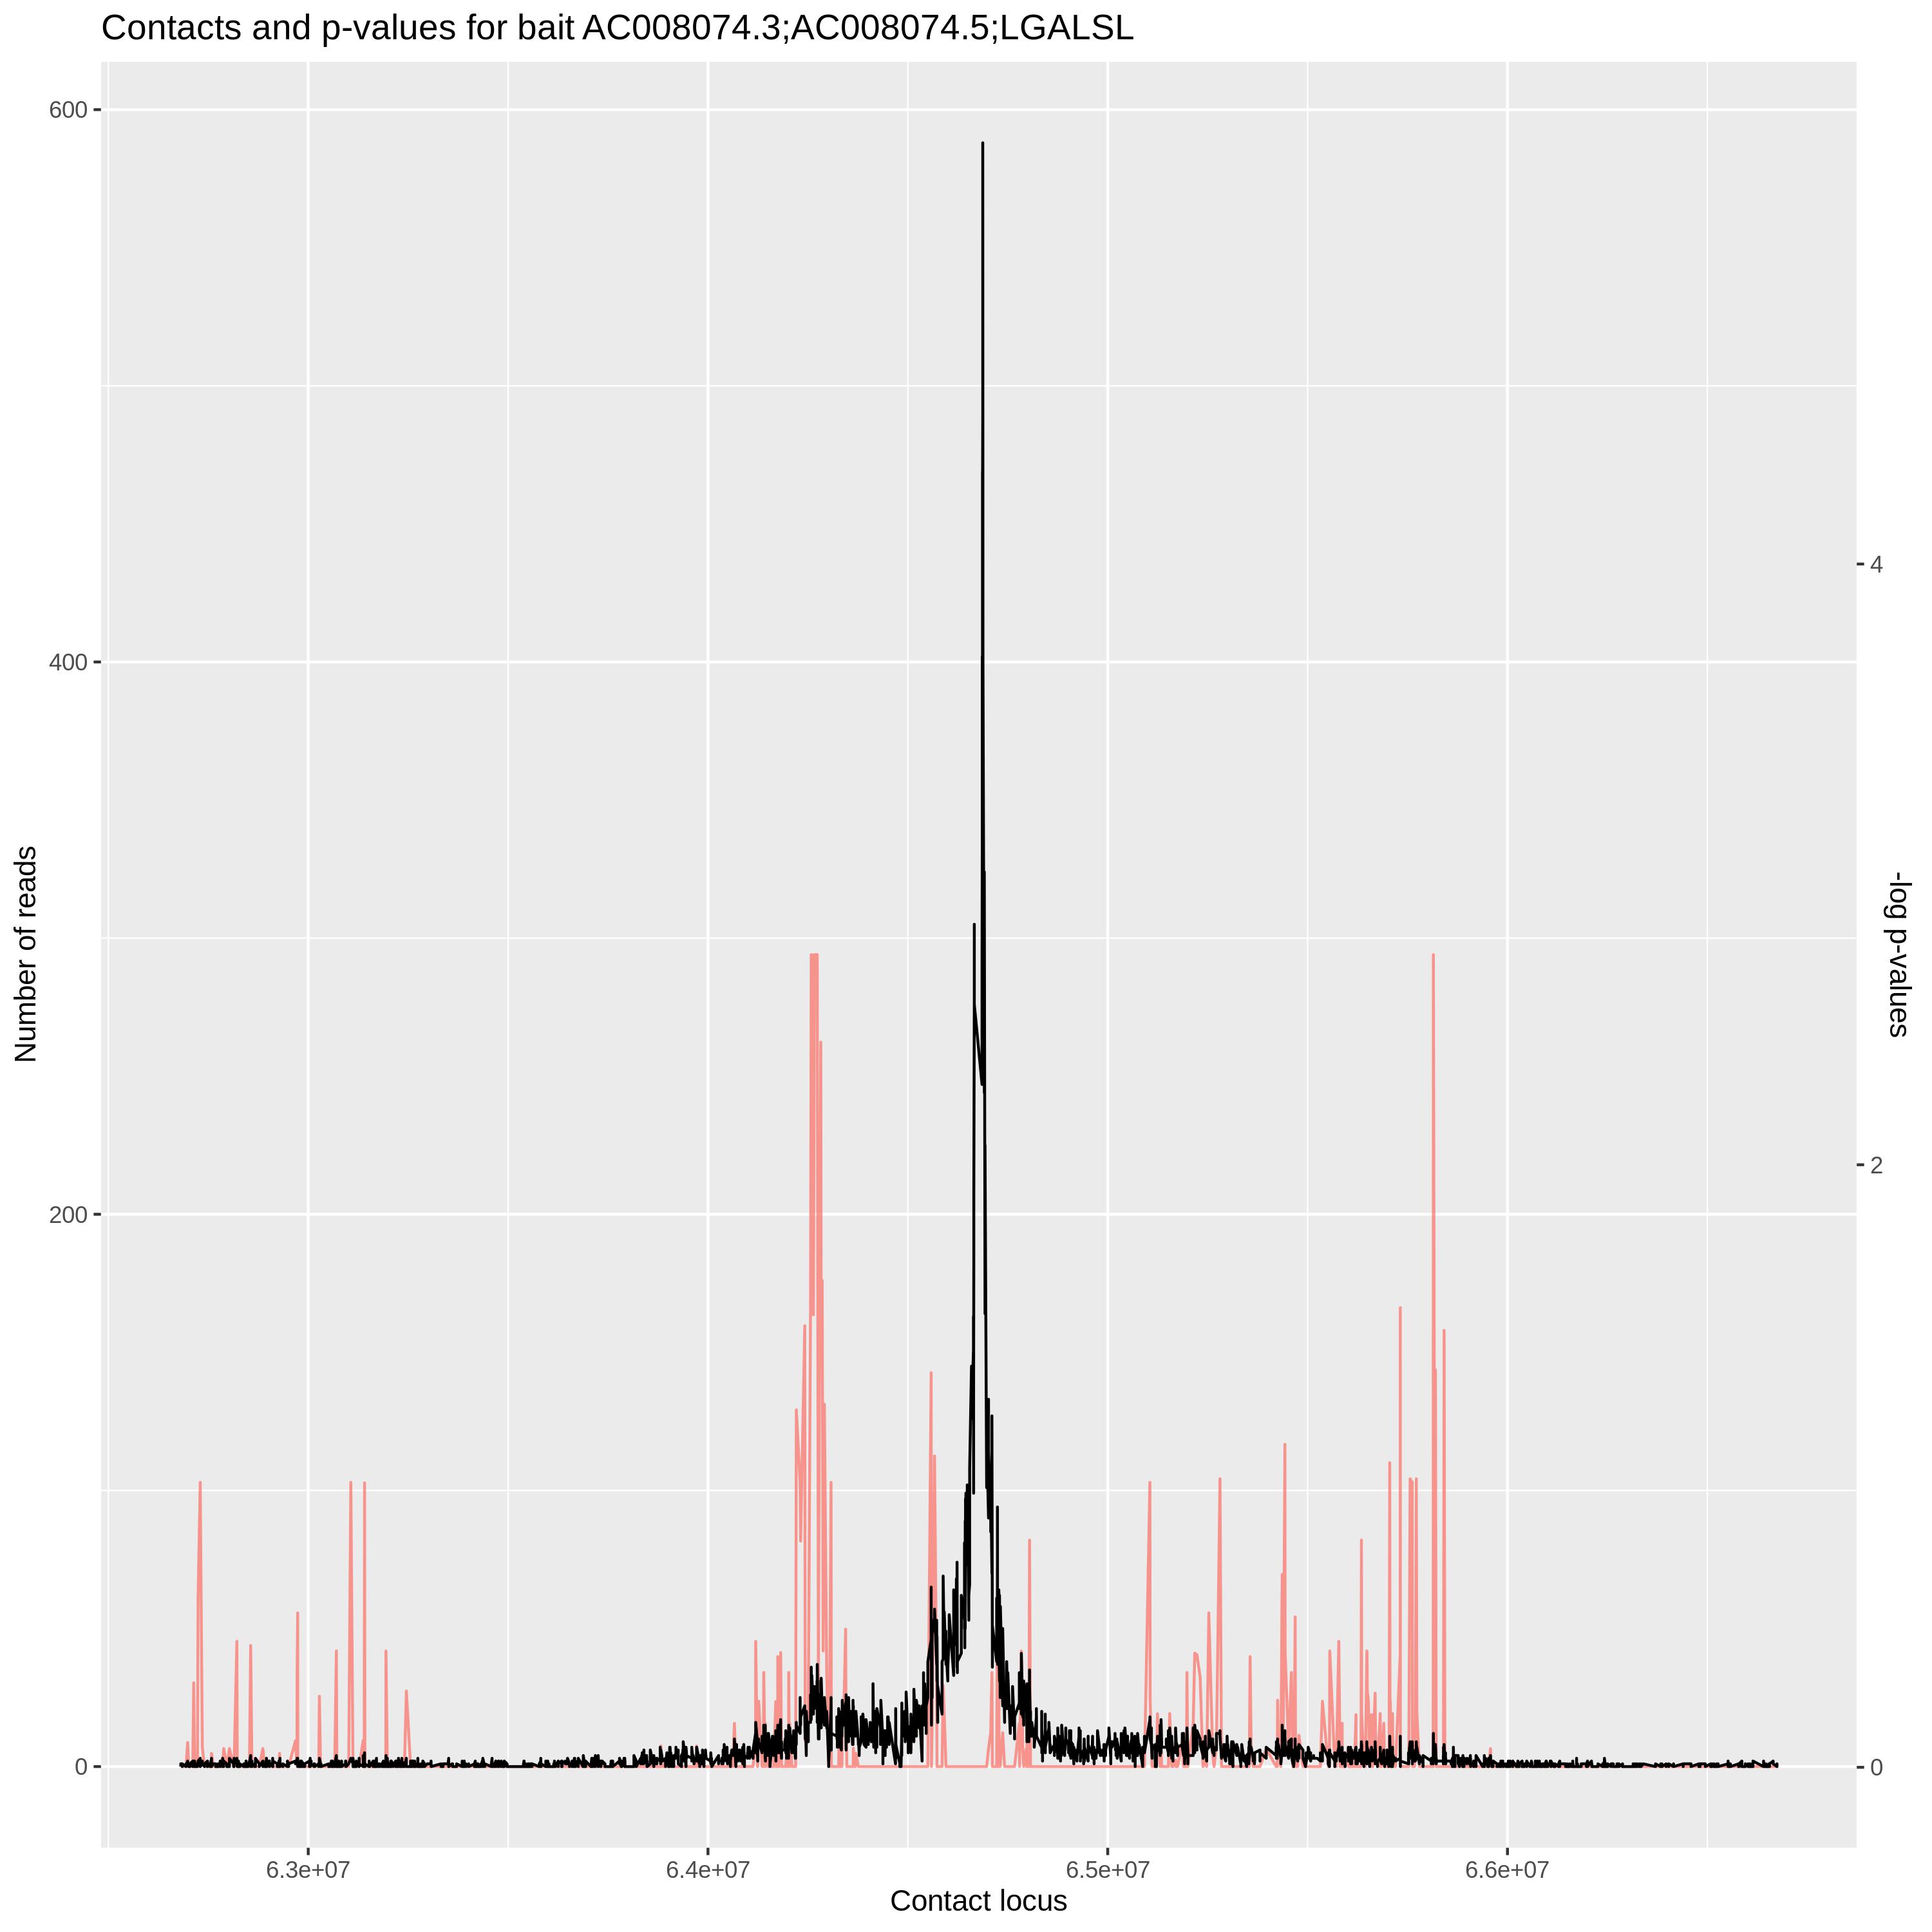 Contacts and p-values for bait AC008074.3;AC008074.5;LGALSL
600
400
200
0
Number of reads
4
2
0
-log p-values
6.3e+07 6.4e+07 6.5e+07 6.6e+07
Contact locus